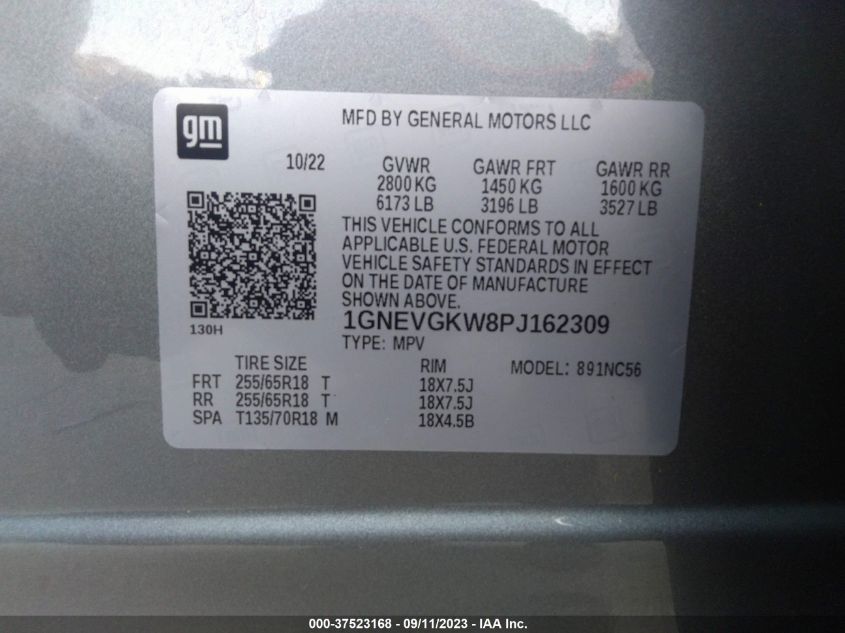 gm
MFD BY GENERAL MOTORS LLC
10/22
GVWR GAWR FRT GAWR RR
2800 KG 1450 KG 1600 KG
6173 LB 3196 LB 3527 LB
THIS VEHICLE CONFORMS TO ALL
APPLICABLE U.S. FEDERAL MOTOR
VEHICLE SAFETY STANDARDS IN EFFECT
ON THE DATE OF MANUFACTURE
SHOWN ABOVE.
130H
1GNEVGKW8PJ162309
TYPE: MPV
TIRE SIZE RIM MODEL: 891NC56
FRT 255/65R18 T 18X7.5J
RR 255/65R18 T 18X7.5J
SPA T135/70R18 M 18X4.5B
000-37523168 - 09/11/2023 - IAA Inc.